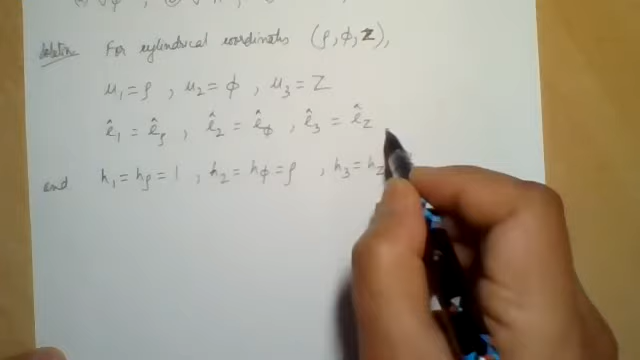 Solution For cylindrical coordinates (ρ, ϕ, z),
u₁ = ρ , u₂ = ϕ , u₃ = Z
ê₁ = ê_ρ , ê₂ = ê_ϕ , ê₃ = ê_z
and h₁ = h_ρ = 1 , h₂ = h_ϕ = ρ , h₃ = h_z